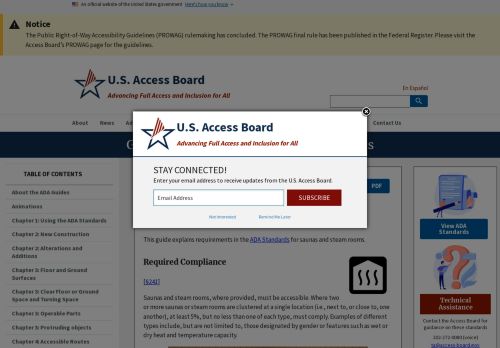 An official website of the United States government Here's how you know
Notice
The Public Right-of-Way Accessibility Guidelines (PROWAG) rulemaking has concluded. The PROWAG final rule has been published in the Federal Register. Please visit the
Access Board's PROWAG page for the guidelines.
U.S. Access Board
Advancing Full Access and Inclusion for All
En Español
About
News
Contact Us
U.S. Access Board
Advancing Full Access and Inclusion for All
STAY CONNECTED!
Enter your email address to receive updates from the U.S. Access Board.
Email Address
SUBSCRIBE
Not Interested
Remind Me Later
TABLE OF CONTENTS
About the ADA Guides
Animations
Chapter 1: Using the ADA Standards
Chapter 2: New Construction
Chapter 2: Alterations and
Additions
Chapter 3: Floor and Ground
Surfaces
Chapter 3: Clear Floor or Ground
Space and Turning Space
Chapter 3: Operable Parts
Chapter 3: Protruding objects
Chapter 4: Accessible Routes
PDF
This guide explains requirements in the ADA Standards for saunas and steam rooms.
Required Compliance
[§241]
Saunas and steam rooms, where provided, must be accessible. Where two
or more saunas or steam rooms are clustered at a single location (i.e., next to, or close to, one
another), at least 5%, but no less than one of each type, must comply. Examples of different
types include, but are not limited to, those designated by gender or features such as wet or
dry heat and temperature capacity.
View ADA
Standards
Technical
Assistance
Contact the Access Board for
guidance on these standards
202-272-0080 (voice)
ta@access-board.gov